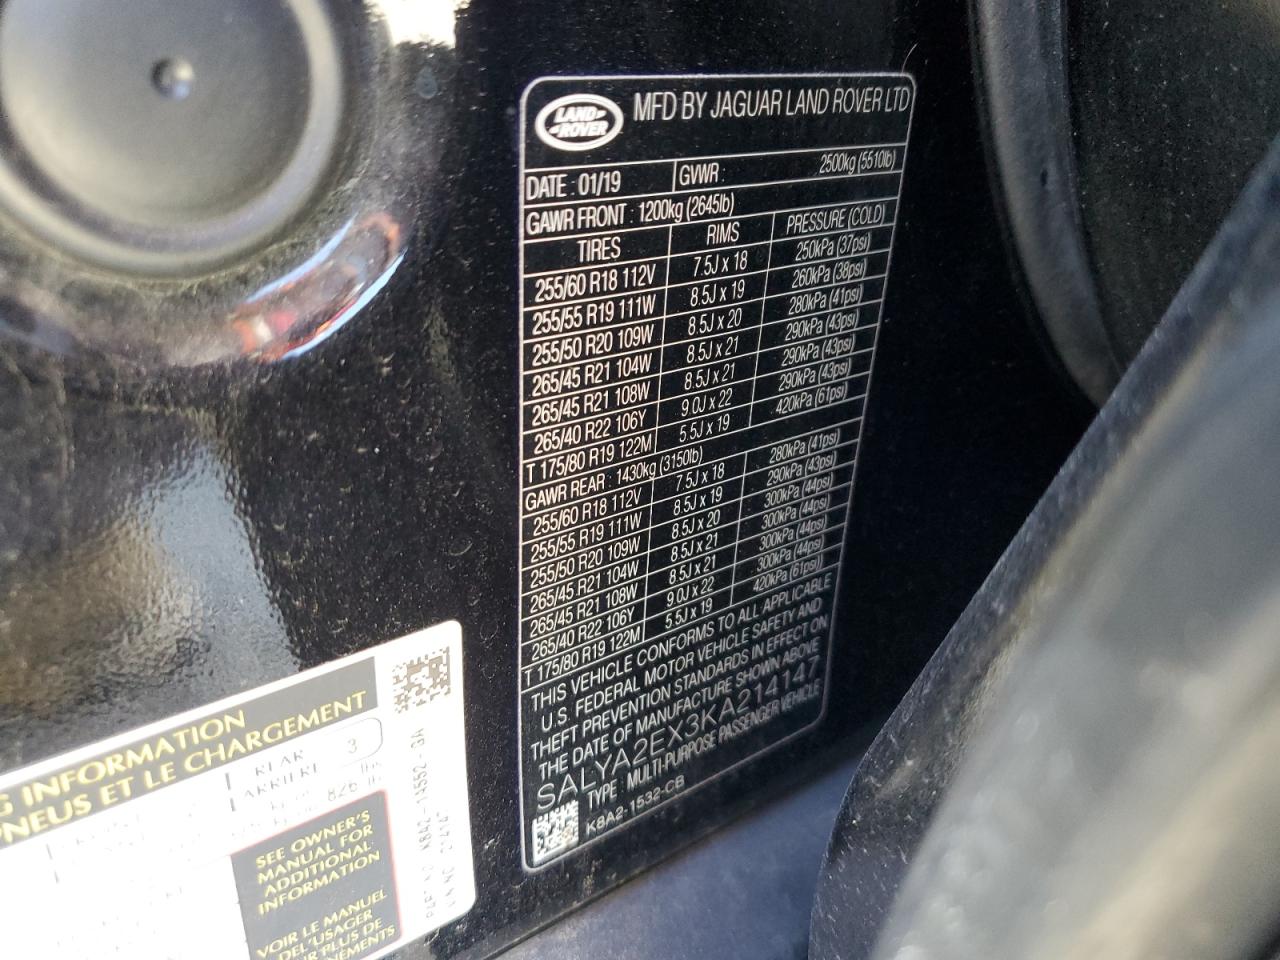 LAND ROVER MFD BY JAGUAR LAND ROVER LTD
DATE : 01/19 GVWR : 2500kg (5510lb)
GAWR FRONT : 1200kg (2645lb)
TIRES RIMS PRESSURE (COLD)
255/60 R18 112V 7.5J x 18 250kPa (37psi)
255/55 R19 111W 8.5J x 19 260kPa (38psi)
255/50 R20 109W 8.5J x 20 280kPa (41psi)
265/45 R21 104W 8.5J x 21 290kPa (43psi)
265/45 R21 108W 8.5J x 21 290kPa (43psi)
265/40 R22 106Y 9.0J x 22 290kPa (43psi)
T 175/80 R19 122M 5.5J x 19 420kPa (61psi)
GAWR REAR : 1430kg (3150lb)
255/60 R18 112V 7.5J x 18 280kPa (41psi)
255/55 R19 111W 8.5J x 19 290kPa (43psi)
255/50 R20 109W 8.5J x 20 300kPa (44psi)
265/45 R21 104W 8.5J x 21 300kPa (44psi)
265/45 R21 108W 8.5J x 21 300kPa (44psi)
265/40 R22 106Y 9.0J x 22 300kPa (44psi)
T 175/80 R19 122M 5.5J x 19 420kPa (61psi)
THIS VEHICLE CONFORMS TO ALL APPLICABLE
U.S. FEDERAL MOTOR VEHICLE SAFETY AND
THEFT PREVENTION STANDARDS IN EFFECT ON
THE DATE OF MANUFACTURE SHOWN ABOVE
SALYA2EX3KA214147
TYPE : MULTI-PURPOSE PASSENGER VEHICLE
K8A2-1532-CB
INFORMATION
PNEUS ET LE CHARGEMENT
REAR
ARRIÈRE 3
826 lb
SEE OWNER'S
MANUAL FOR
ADDITIONAL
INFORMATION
VOIR LE MANUEL
DE L'USAGER
PLUS DE
K8A2-14552-GA